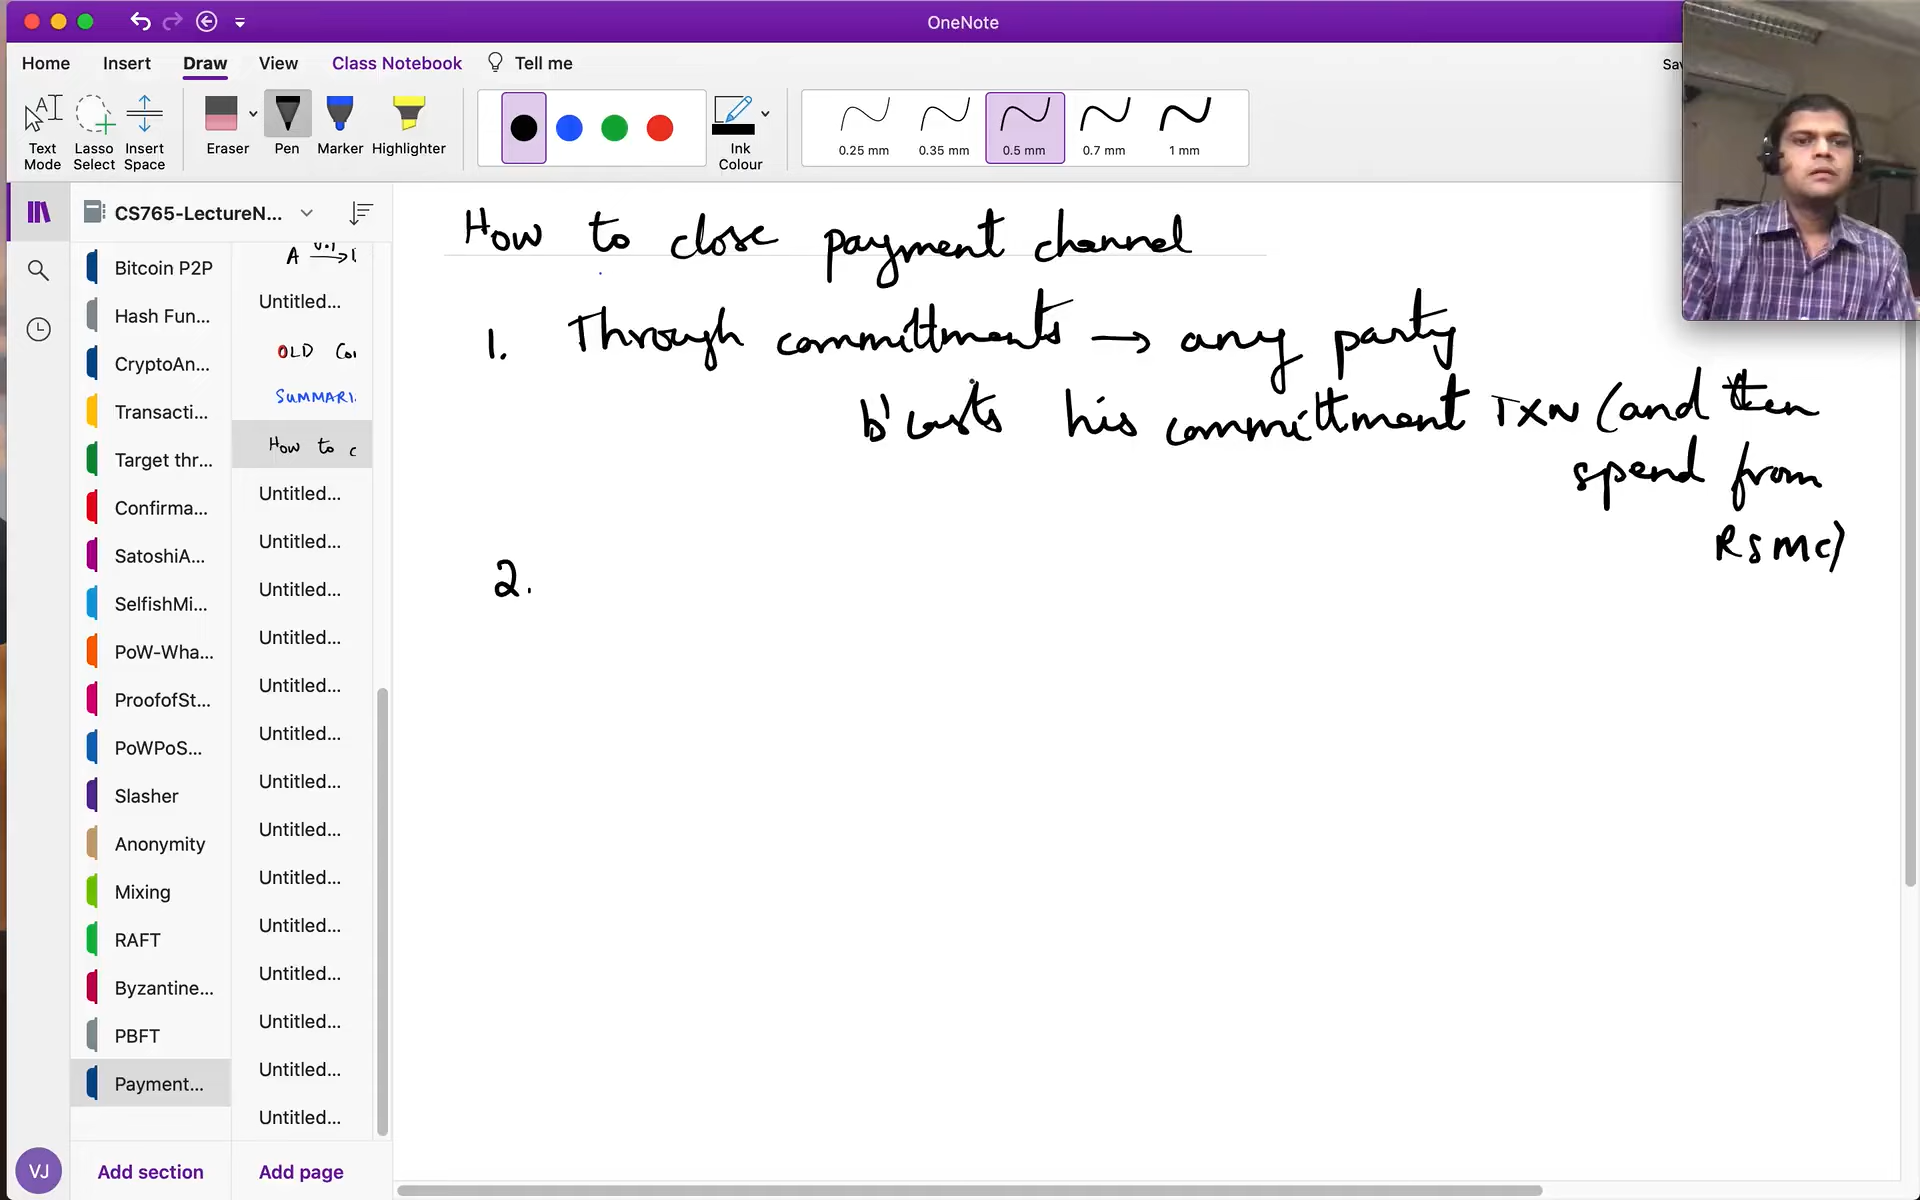 OneNote
Home Insert Draw View Class Notebook Tell me
Sav
Text Mode
Lasso Select
Insert Space
Eraser
Pen
Marker
Highlighter
Ink Colour
0.25 mm
0.35 mm
0.5 mm
0.7 mm
1 mm
CS765-LectureN...
Bitcoin P2P
Hash Fun...
CryptoAn...
Transacti...
Target thr...
Confirma...
SatoshiA...
SelfishMi...
PoW-Wha...
ProofofSt...
PoWPoS...
Slasher
Anonymity
Mixing
RAFT
Byzantine...
PBFT
Payment...
Add section
A →
Untitled...
OLD Co
SUMMARI
How to c
Untitled...
Untitled...
Untitled...
Untitled...
Untitled...
Untitled...
Untitled...
Untitled...
Untitled...
Untitled...
Untitled...
Untitled...
Untitled...
Untitled...
Add page
VJ
How to close payment channel
1. Through committments → any party
b'casts his committment TXN (and then
spend from
RSMC)
2.